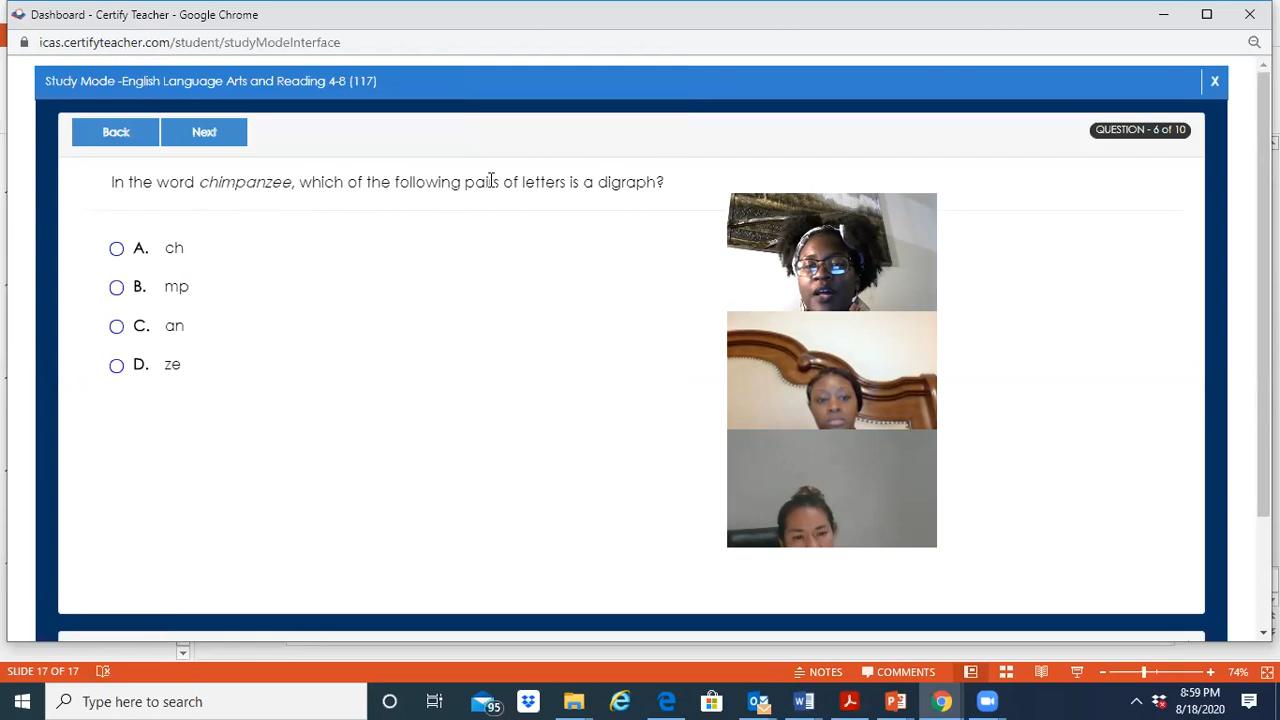 Dashboard - Certify Teacher - Google Chrome
icas.certifyteacher.com/student/studyModeInterface
Study Mode -English Language Arts and Reading 4-8 (117)
X
Back
Next
QUESTION - 6 of 10
In the word chimpanzee, which of the following pairs of letters is a digraph?
A. ch
B. mp
C. an
D. ze
SLIDE 17 OF 17
NOTES
COMMENTS
74%
Type here to search
95
8:59 PM
8/18/2020